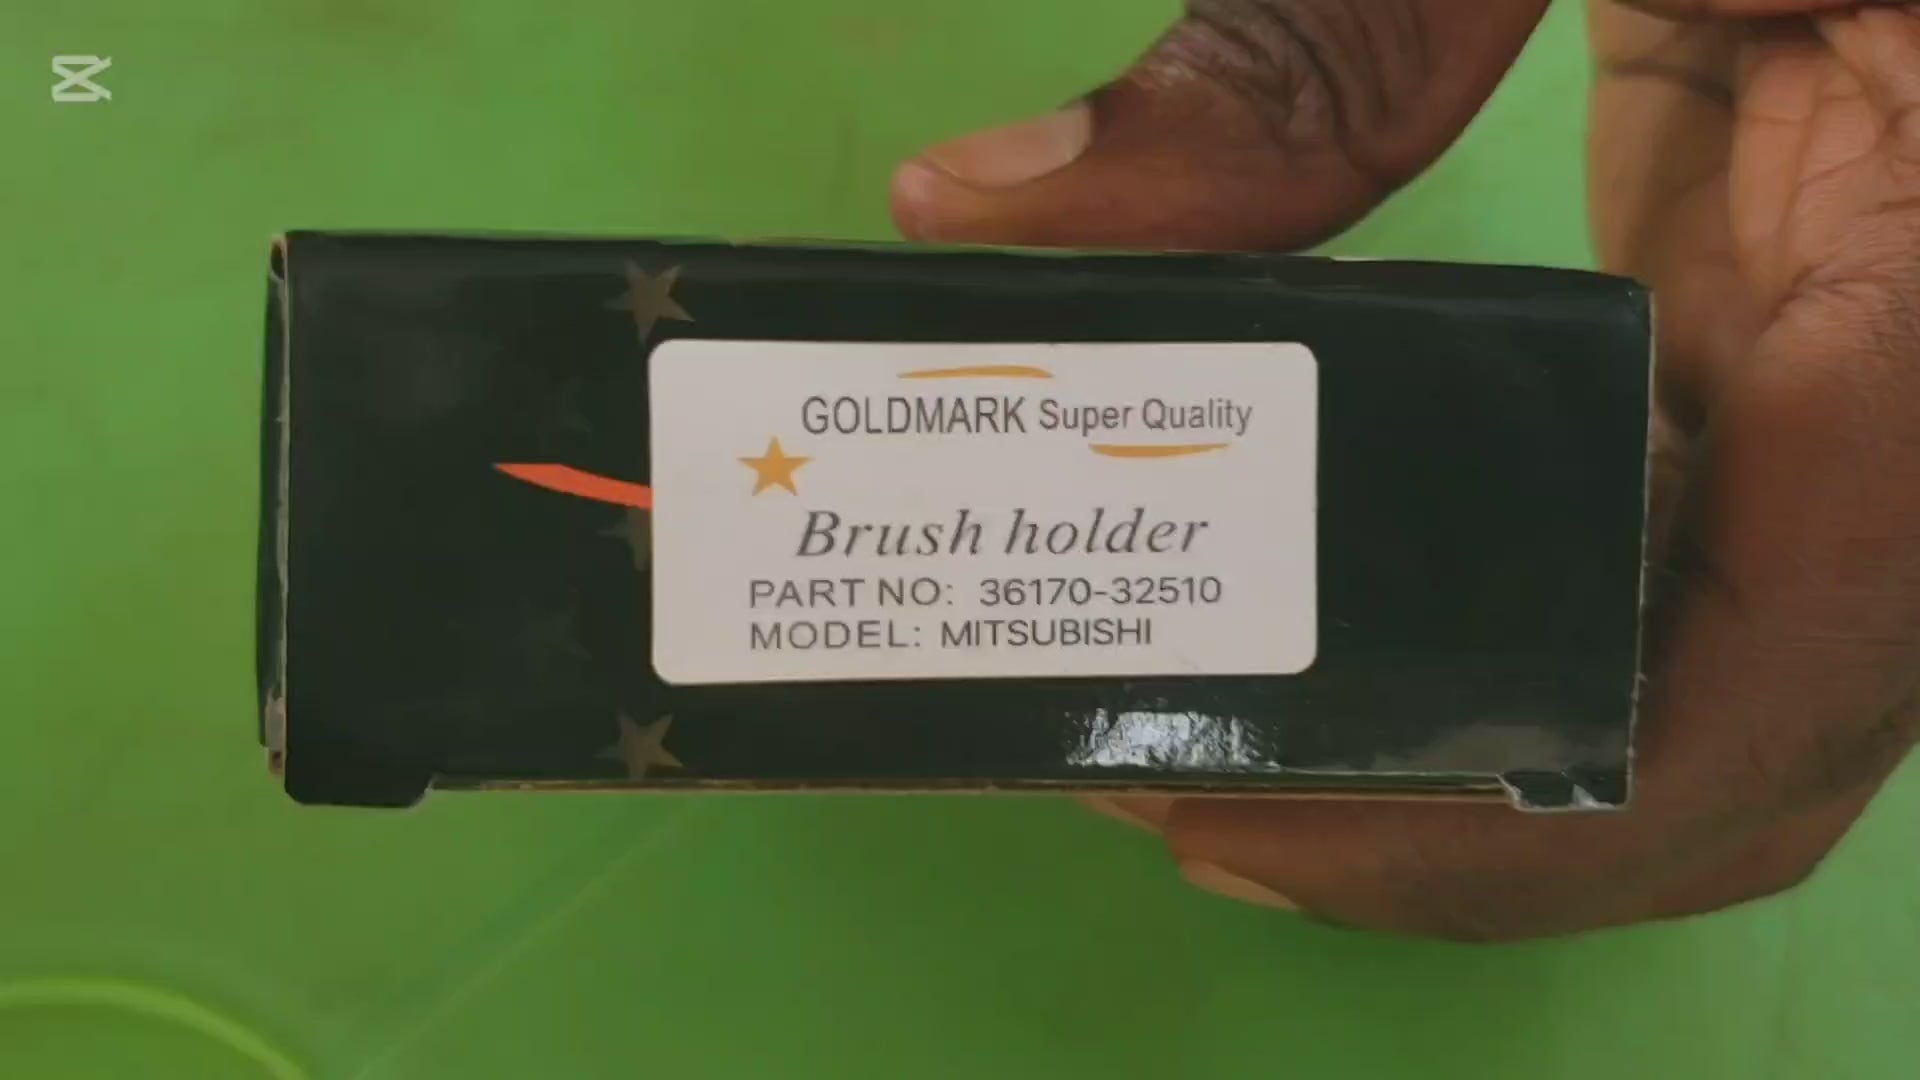 GOLDMARK Super Quality
Brush holder
PART NO: 36170-32510
MODEL: MITSUBISHI